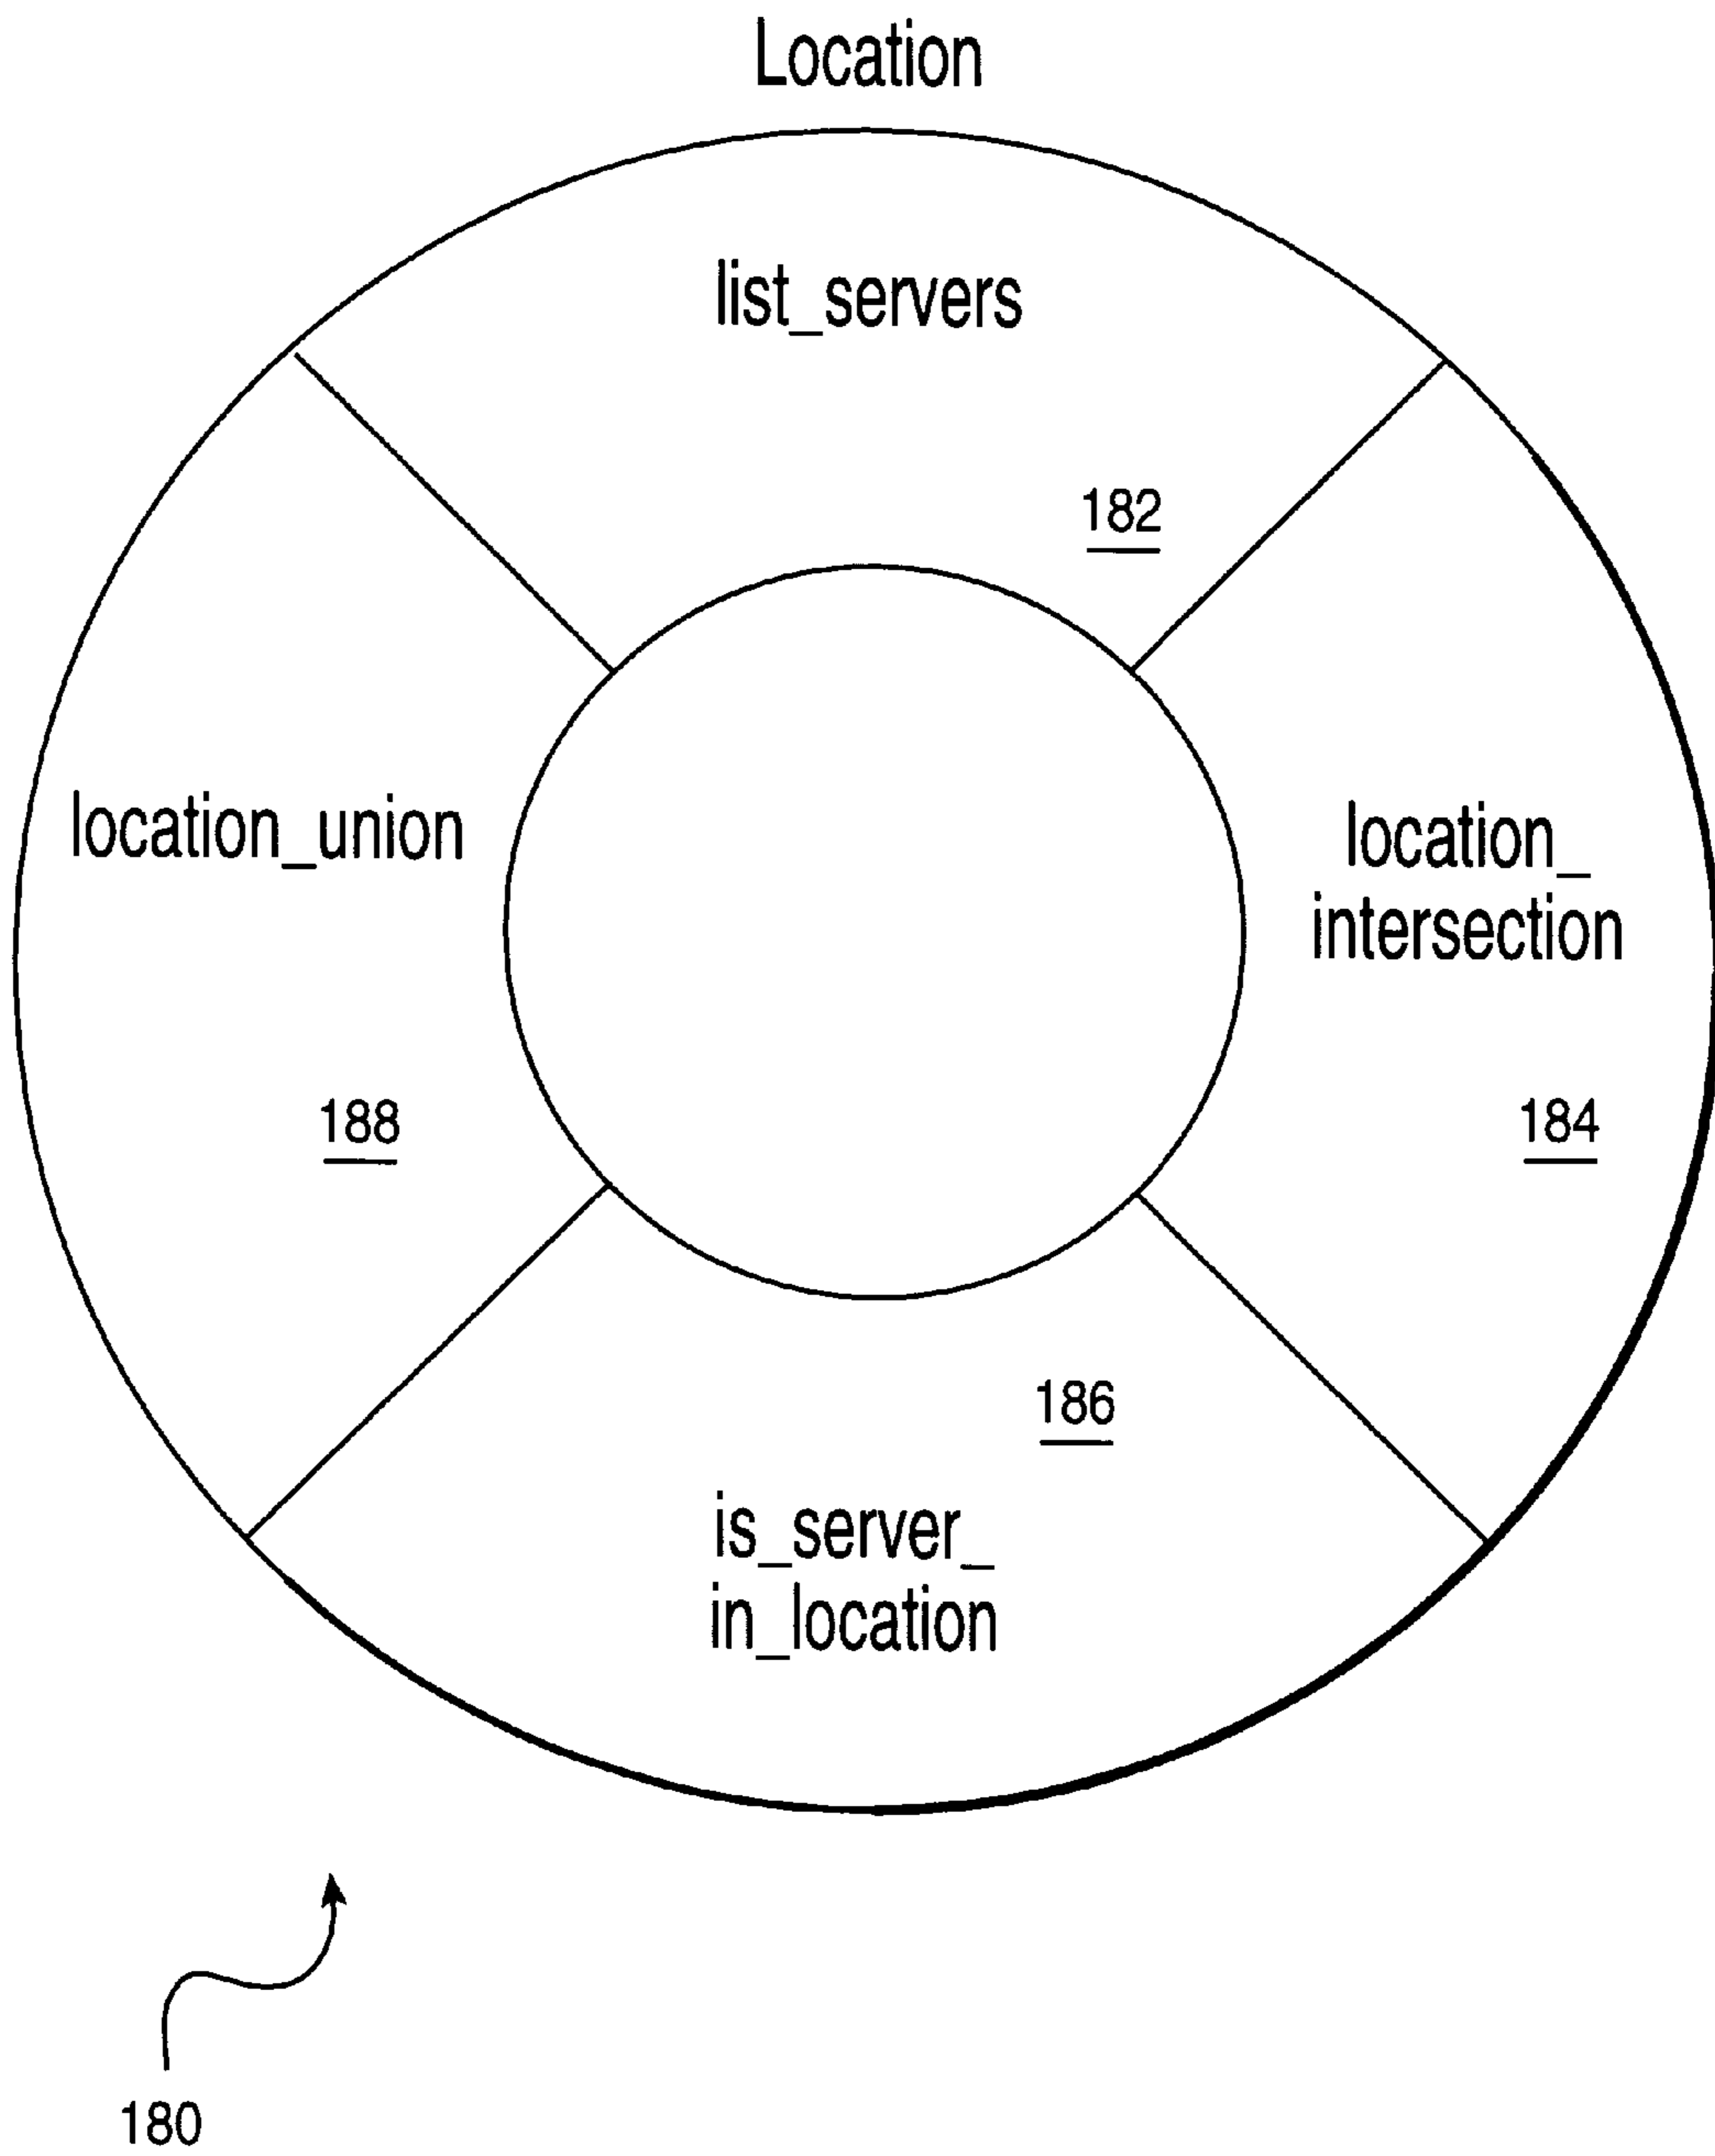 Location
list_servers
182
location_union
location_
intersection
188
184
186
is_server_
in_location
180